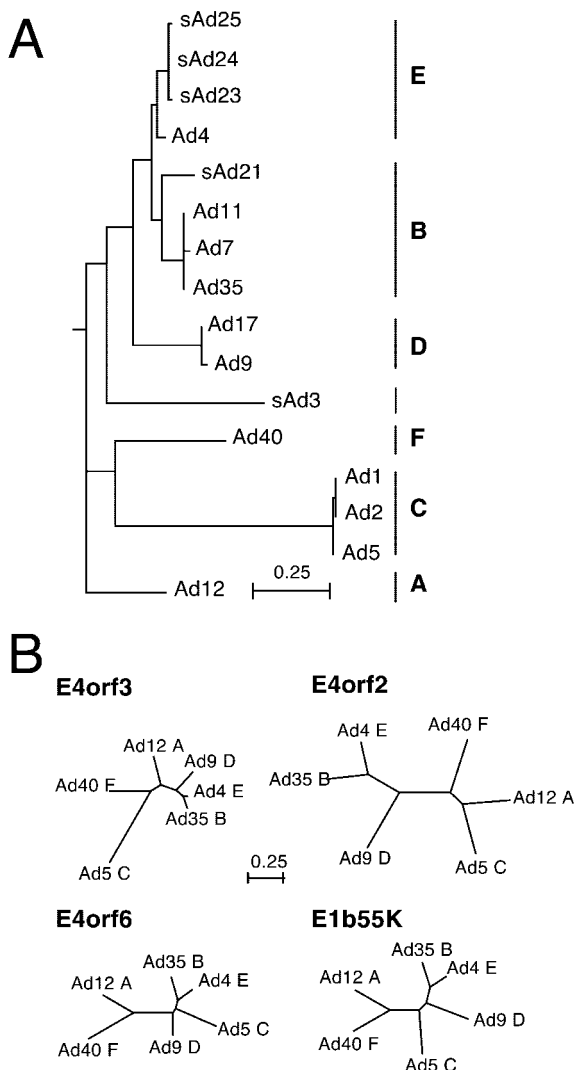 A
sAd25
sAd24
E
sAd23
Ad4
sAd21
Ad11
B
Ad7
Ad35
Ad17
D
Ad9
sAd3
Ad40
F
Ad1
C
Ad2
Ad5
0.25
Ad12
A
B
E4orf3
E4orf2
Ad12 A
Ad9 D
Ad40 F
Ad4 E
Ad35 B
Ad5 C
Ad4 E
Ad40 F
Ad35 B
Ad12 A
Ad9 D
Ad5 C
0.25
E4orf6
E1b55K
Ad35 B
Ad12 A
Ad4 E
Ad5 C
Ad40 F
Ad9 D
Ad35 B
Ad4 E
Ad12 A
Ad9 D
Ad40 F
Ad5 C